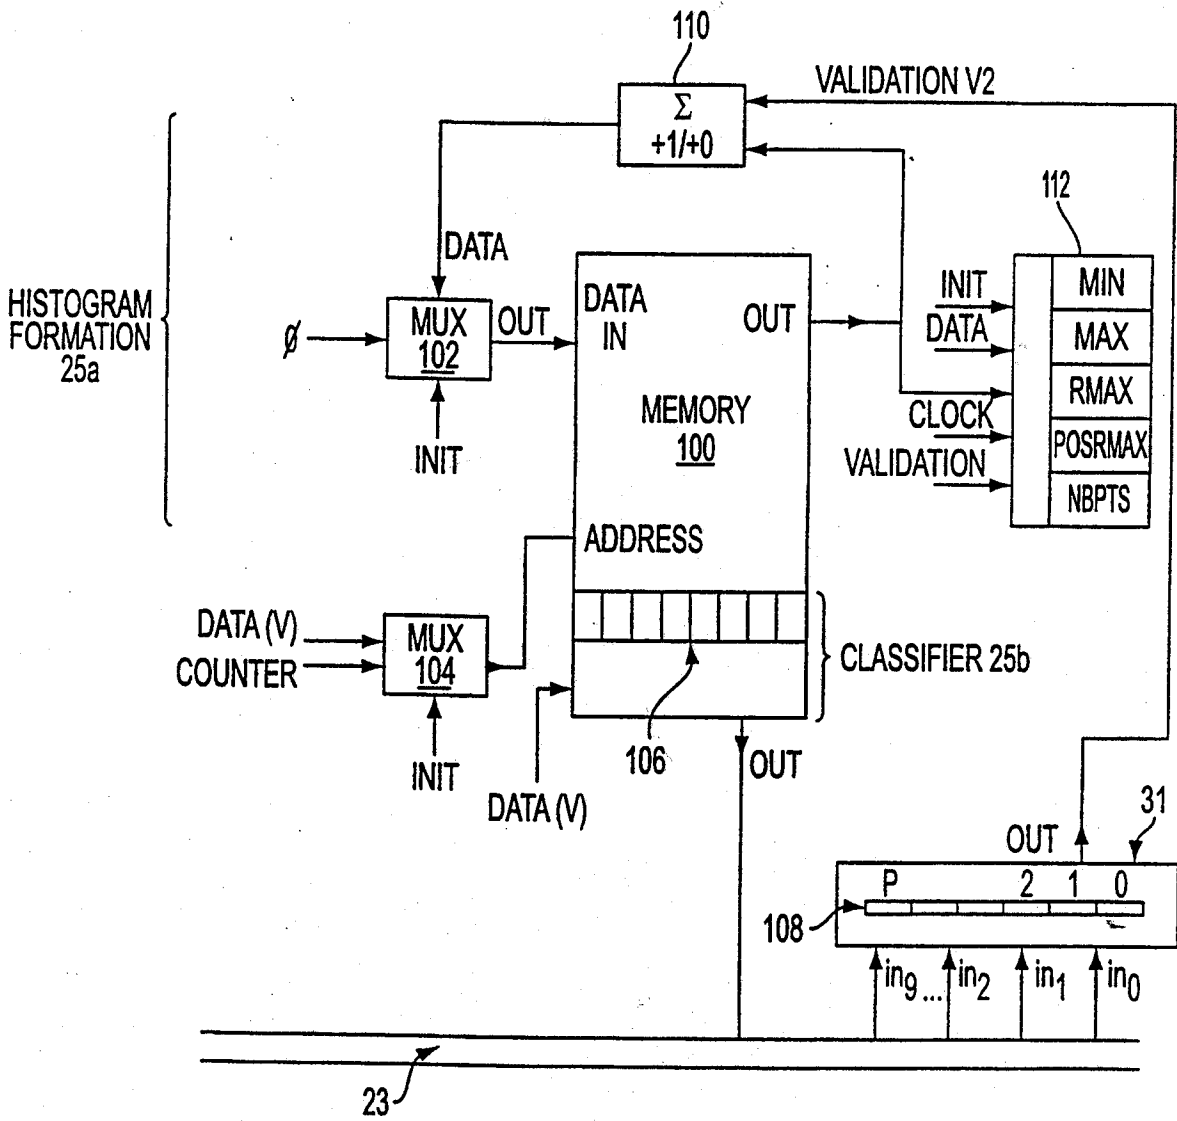 110
VALIDATION V2
Σ
+1/+0
112
DATA
HISTOGRAM
FORMATION
25a
ø
MUX
102
OUT
INIT
DATA
IN
OUT
MEMORY
100
ADDRESS
INIT
DATA
CLOCK
VALIDATION
MIN
MAX
RMAX
POSRMAX
NBPTS
DATA (V)
COUNTER
MUX
104
INIT
CLASSIFIER 25b
106
DATA (V)
OUT
OUT
31
P 2 1 0
108
in9 ... in2 in1 in0
23